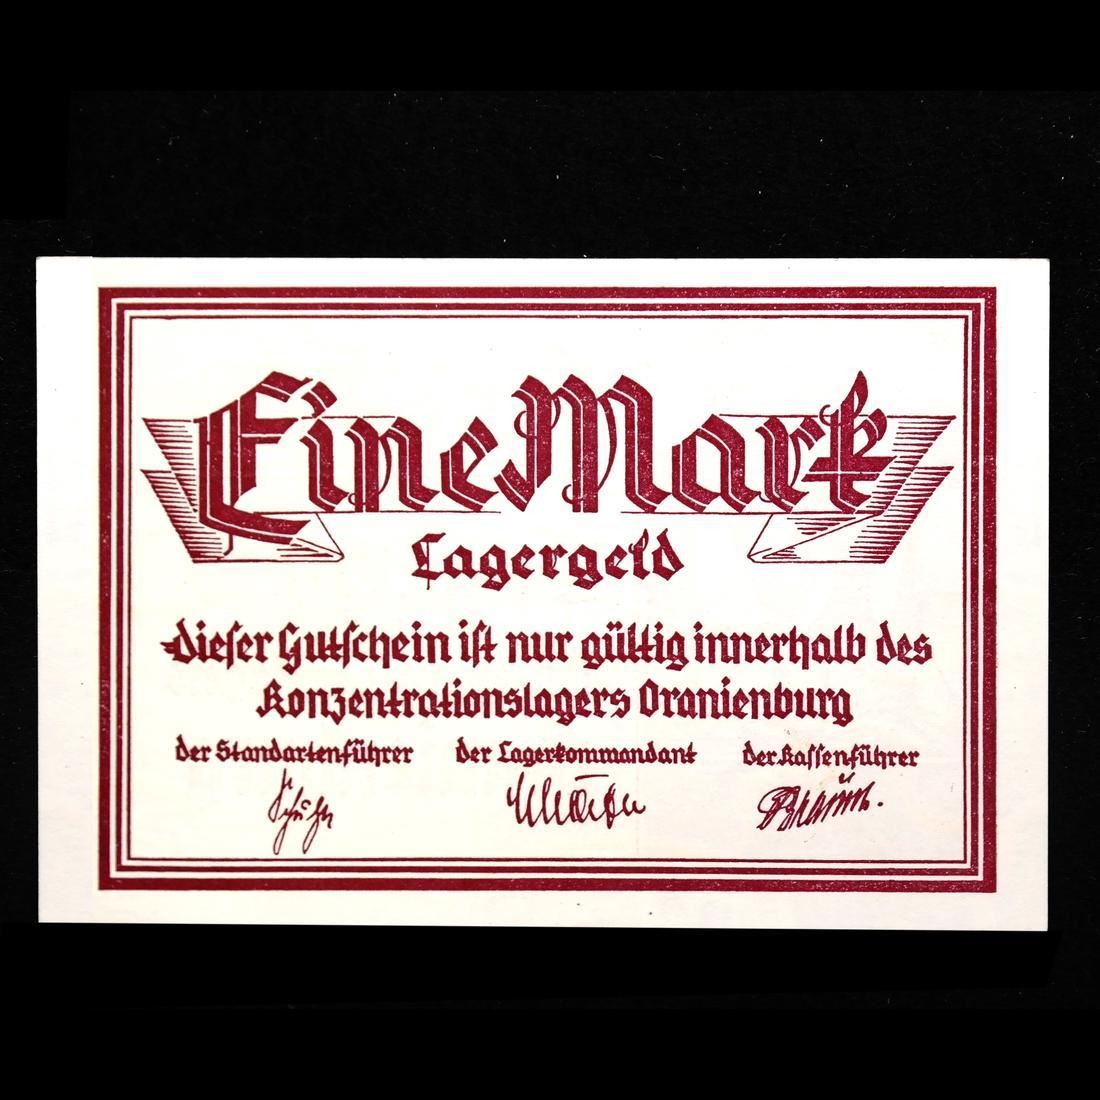 Eine Mark
Lagergeld
Dieser Gutschein ist nur gültig innerhalb des
Konzentrationslagers Oranienburg
der Standartenführer der Lagerkommandant der Kassenführer